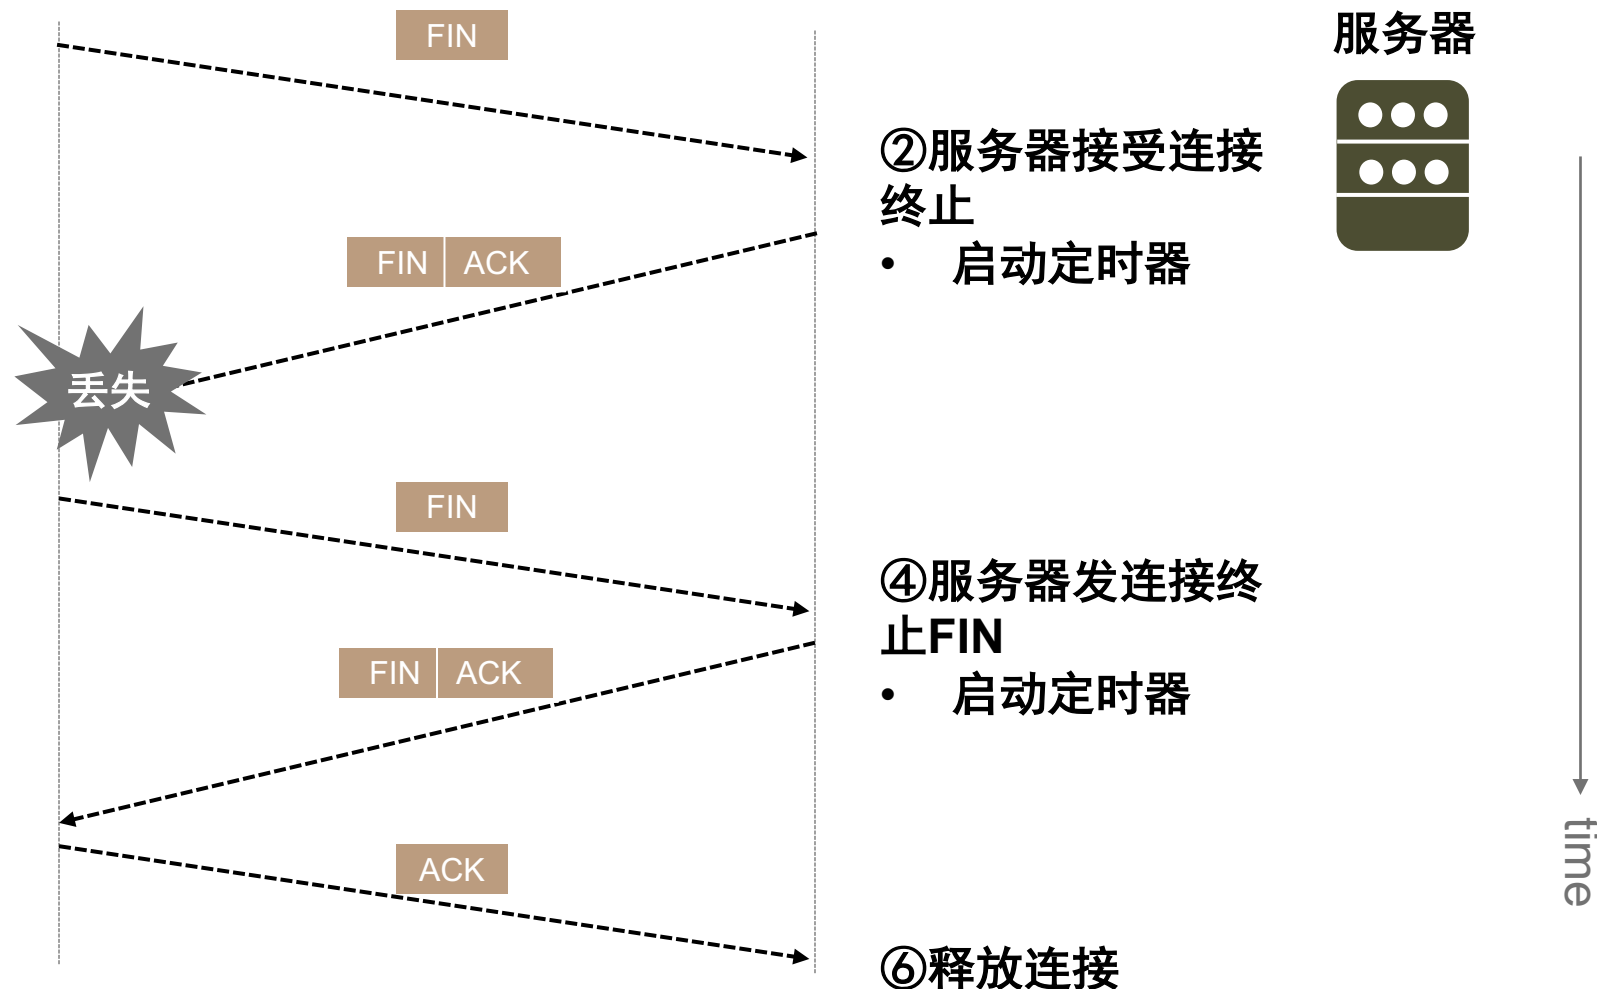 FIN
服务器
②服务器接受连接
终止
• 启动定时器
FIN ACK
丢失
FIN
④服务器发连接终
止FIN
• 启动定时器
FIN ACK
time
ACK
⑥释放连接